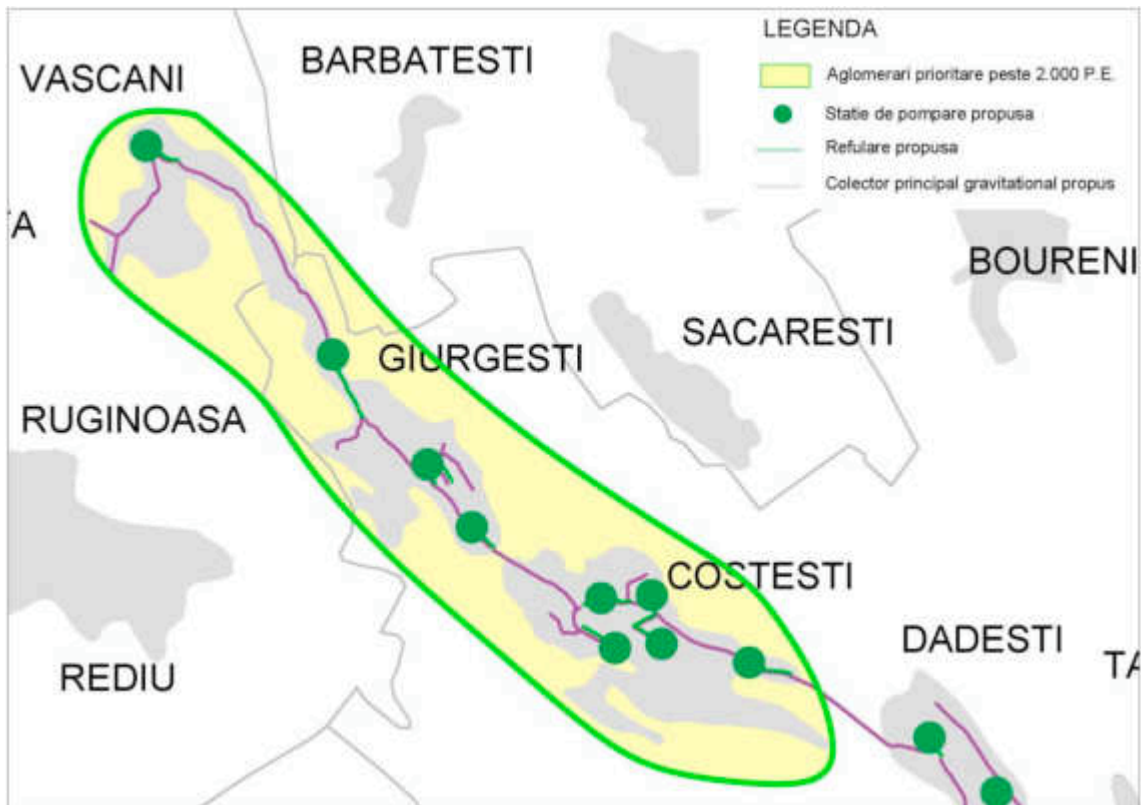 LEGENDA
Aglomerari prioritare peste 2.000 P.E.
Statie de pompare propusa
Refulare propusa
Colector principal gravitational propus
VASCANI
BARBATESTI
TA
BOURENI
SACARESTI
GIURGESTI
RUGINOASA
COSTESTI
DADESTI
REDIU
TA